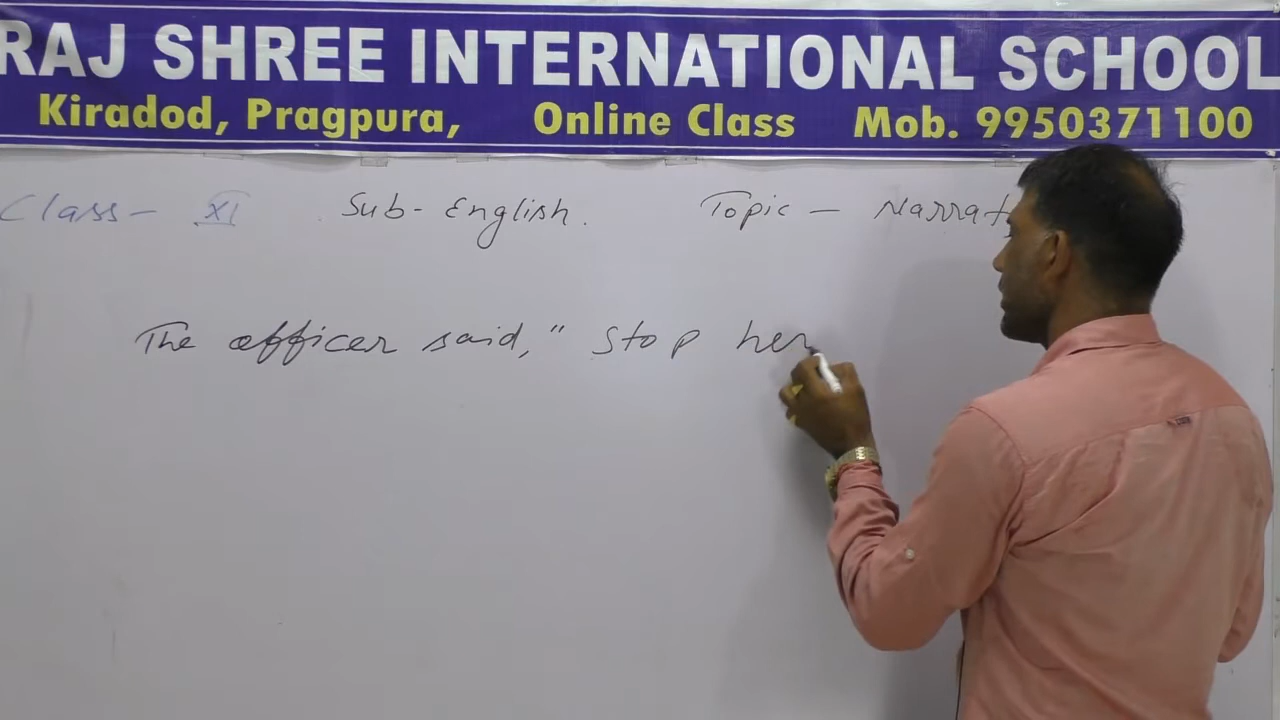 RAJ SHREE INTERNATIONAL SCHOOL
Kiradod, Pragpura, Online Class Mob. 9950371100
Class - XI Sub - English. Topic - Narrat
The officer said, " Stop her